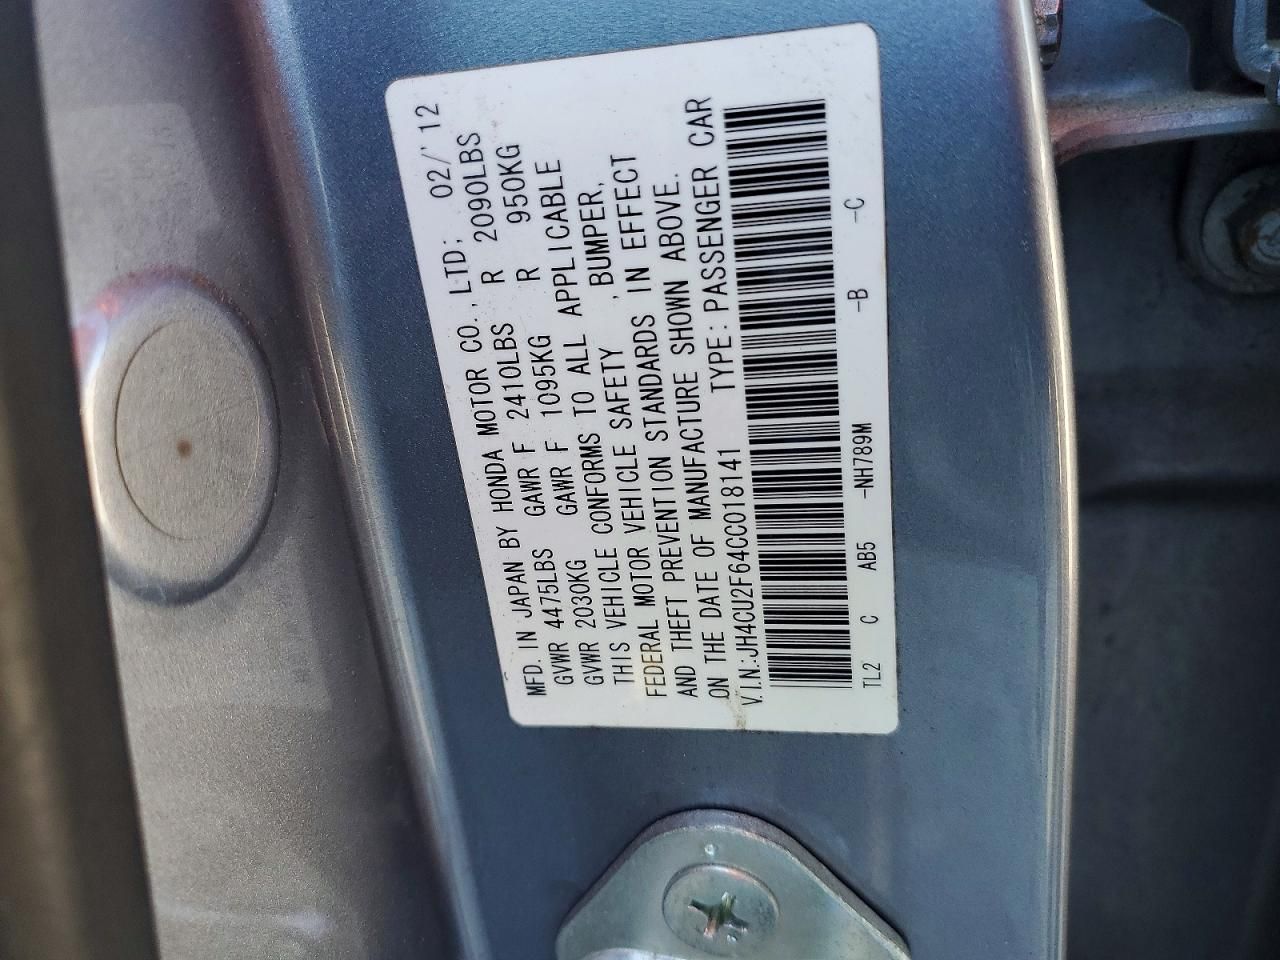 MFD. IN JAPAN BY HONDA MOTOR CO., LTD; 02/'12
GVWR 4475LBS GAWR F 2410LBS R 2090LBS
GVWR 2030KG GAWR F 1095KG R 950KG
THIS VEHICLE CONFORMS TO ALL APPLICABLE
FEDERAL MOTOR VEHICLE SAFETY , BUMPER,
AND THEFT PREVENTION STANDARDS IN EFFECT
ON THE DATE OF MANUFACTURE SHOWN ABOVE.
V.I.N.:JH4CU2F64CC018141 TYPE: PASSENGER CAR
TL2 C AB5 -NH789M -B -C